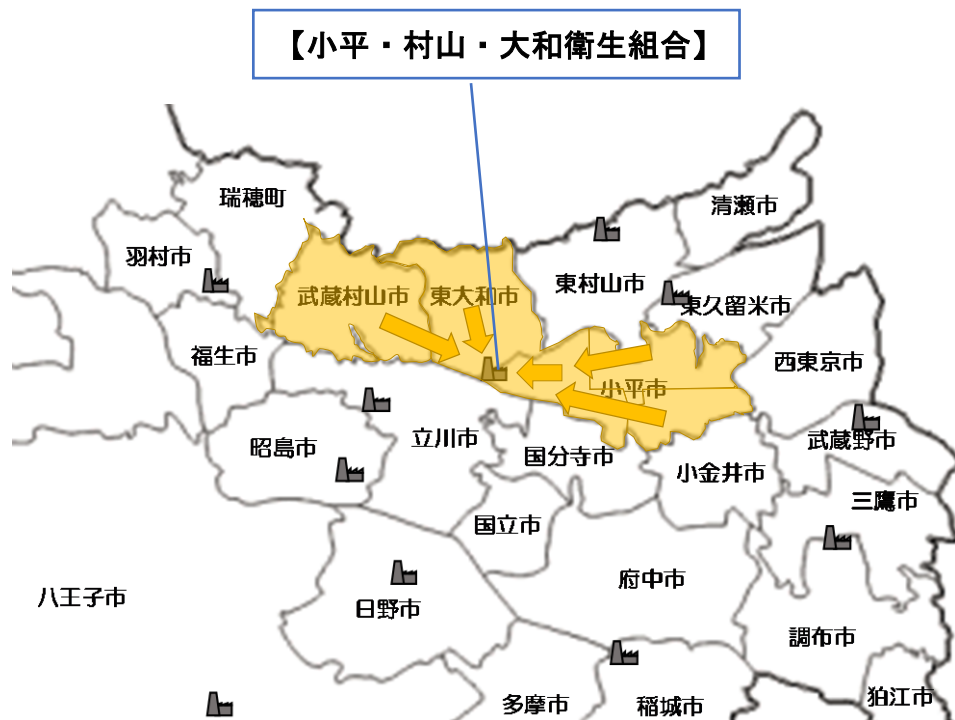 【小平・村山・大和衛生組合】
瑞穂町
清瀬市
羽村市
東村山市
武蔵村山市
東大和市
東久留米市
福生市
西東京市
小平市
昭島市
立川市
国分寺市
小金井市
武蔵野市
三鷹市
国立市
府中市
八王子市
日野市
調布市
多摩市
稲城市
狛江市